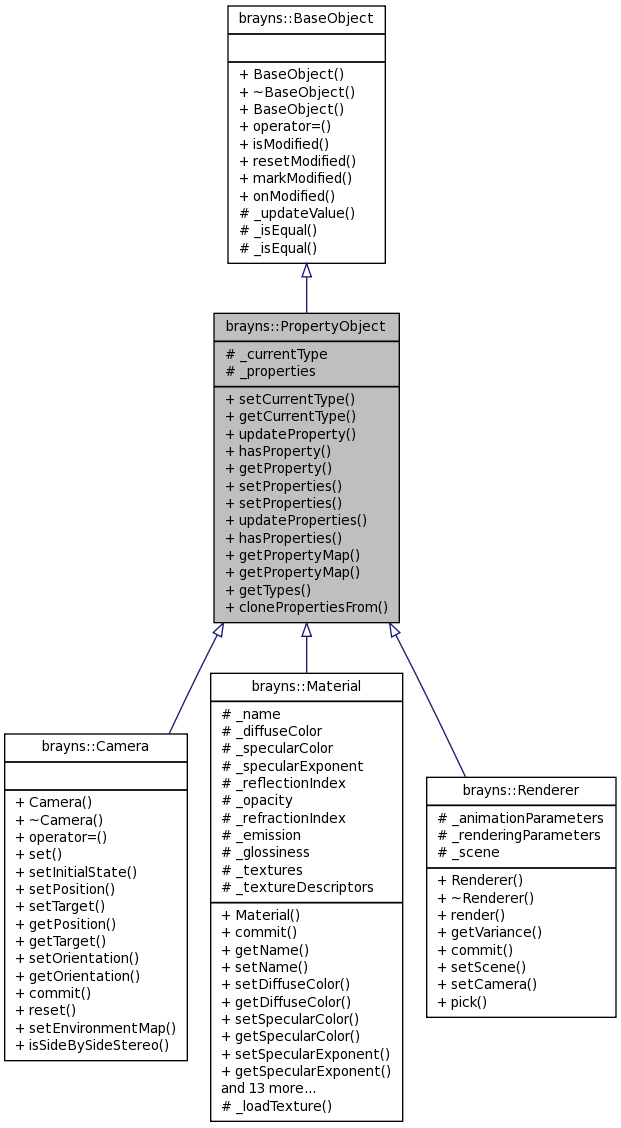 brayns::BaseObject
+ BaseObject()
+ ~BaseObject()
+ BaseObject()
+ operator=()
+ isModified()
+ resetModified()
+ markModified()
+ onModified()
# _updateValue()
# _isEqual()
# _isEqual()
brayns::PropertyObject
# _currentType
# _properties
+ setCurrentType()
+ getCurrentType()
+ updateProperty()
+ hasProperty()
+ getProperty()
+ setProperties()
+ setProperties()
+ updateProperties()
+ hasProperties()
+ getPropertyMap()
+ getPropertyMap()
+ getTypes()
+ clonePropertiesFrom()
brayns::Camera
+ Camera()
+ ~Camera()
+ operator=()
+ set()
+ setInitialState()
+ setPosition()
+ setTarget()
+ getPosition()
+ getTarget()
+ setOrientation()
+ getOrientation()
+ commit()
+ reset()
+ setEnvironmentMap()
+ isSideBySideStereo()
brayns::Material
# _name
# _diffuseColor
# _specularColor
# _specularExponent
# _reflectionIndex
# _opacity
# _refractionIndex
# _emission
# _glossiness
# _textures
# _textureDescriptors
+ Material()
+ commit()
+ getName()
+ setName()
+ setDiffuseColor()
+ getDiffuseColor()
+ setSpecularColor()
+ getSpecularColor()
+ setSpecularExponent()
+ getSpecularExponent()
and 13 more...
# _loadTexture()
brayns::Renderer
# _animationParameters
# _renderingParameters
# _scene
+ Renderer()
+ ~Renderer()
+ render()
+ getVariance()
+ commit()
+ setScene()
+ setCamera()
+ pick()